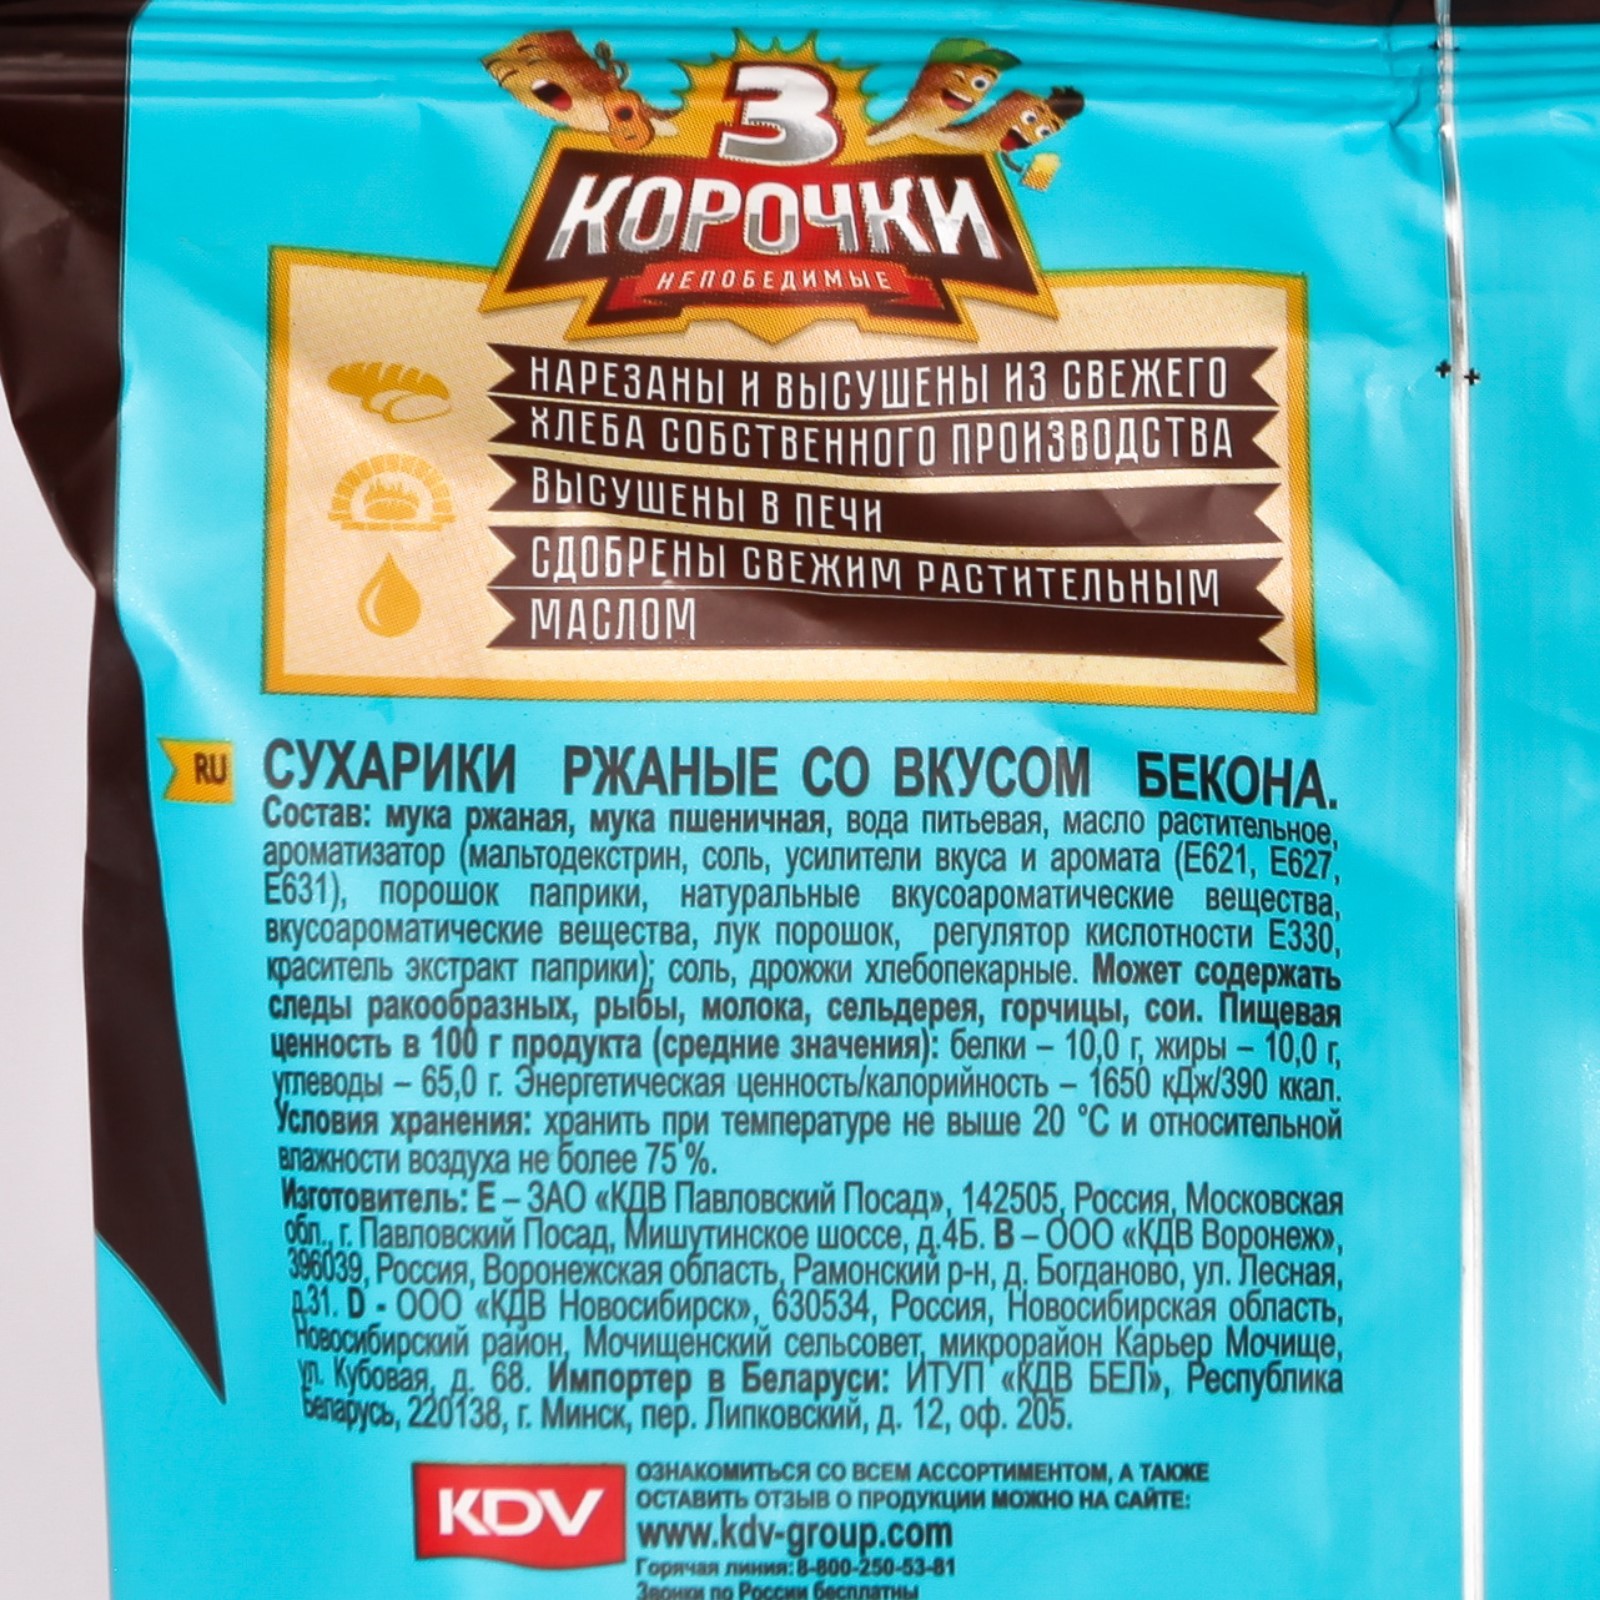 3
КОРОЧКИ
НЕПОБЕДИМЫЕ
НАРЕЗАНЫ И ВЫСУШЕНЫ ИЗ СВЕЖЕГО
ХЛЕБА СОБСТВЕННОГО ПРОИЗВОДСТВА
ВЫСУШЕНЫ В ПЕЧИ
СДОБРЕНЫ СВЕЖИМ РАСТИТЕЛЬНЫМ
МАСЛОМ
RU СУХАРИКИ РЖАНЫЕ СО ВКУСОМ БЕКОНА.
Состав: мука ржаная, мука пшеничная, вода питьевая, масло растительное,
ароматизатор (мальтодекстрин, соль, усилители вкуса и аромата (Е621, Е627,
Е631), порошок паприки, натуральные вкусоароматические вещества,
вкусоароматические вещества, лук порошок, регулятор кислотности Е330,
краситель экстракт паприки); соль, дрожжи хлебопекарные. Может содержать
следы ракообразных, рыбы, молока, сельдерея, горчицы, сои. Пищевая
ценность в 100 г продукта (средние значения): белки – 10,0 г, жиры – 10,0 г,
углеводы – 65,0 г. Энергетическая ценность/калорийность – 1650 кДж/390 ккал.
Условия хранения: хранить при температуре не выше 20 °С и относительной
влажности воздуха не более 75 %.
Изготовитель: Е – ЗАО «КДВ Павловский Посад», 142505, Россия, Московская
обл., г. Павловский Посад, Мишутинское шоссе, д.4Б. В – ООО «КДВ Воронеж»,
396039, Россия, Воронежская область, Рамонский р-н, д. Богданово, ул. Лесная,
д.31. D - ООО «КДВ Новосибирск», 630534, Россия, Новосибирская область,
Новосибирский район, Мочищенский сельсовет, микрорайон Карьер Мочище,
ул. Кубовая, д. 68. Импортер в Беларуси: ИТУП «КДВ БЕЛ», Республика
Беларусь, 220138, г. Минск, пер. Липковский, д. 12, оф. 205.
KDV
ОЗНАКОМИТЬСЯ СО ВСЕМ АССОРТИМЕНТОМ, А ТАКЖЕ
ОСТАВИТЬ ОТЗЫВ О ПРОДУКЦИИ МОЖНО НА САЙТЕ:
www.kdv-group.com
Горячая линия: 8-800-250-53-81
Звонки по России бесплатны